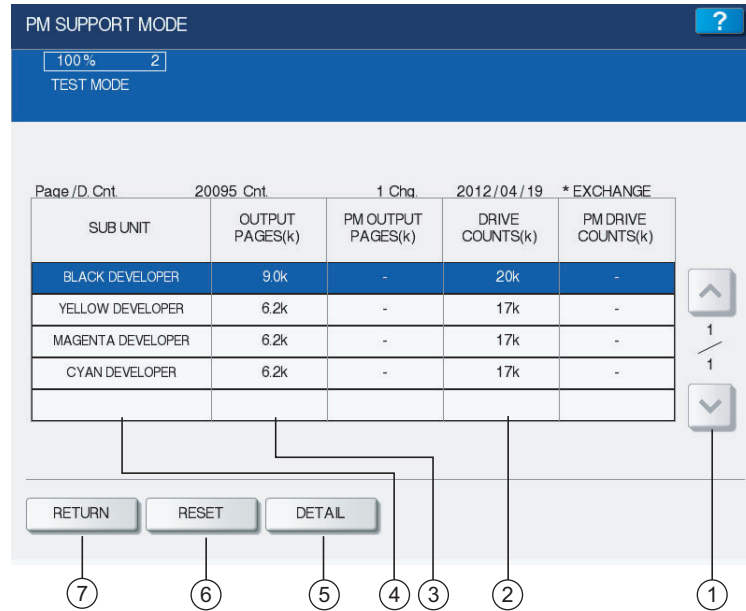 PM SUPPORT MODE ?
100% 2
TEST MODE
Page /D. Cnt. 20095 Cnt. 1 Chg. 2012/04/19 * EXCHANGE
SUB UNIT OUTPUT PAGES(k) PM OUTPUT PAGES(k) DRIVE COUNTS(k) PM DRIVE COUNTS(k)
BLACK DEVELOPER 9.0k - 20k -
YELLOW DEVELOPER 6.2k - 17k -
MAGENTA DEVELOPER 6.2k - 17k -
CYAN DEVELOPER 6.2k - 17k -
1
/
1
RETURN RESET DETAIL
7 6 5 4 3 2 1